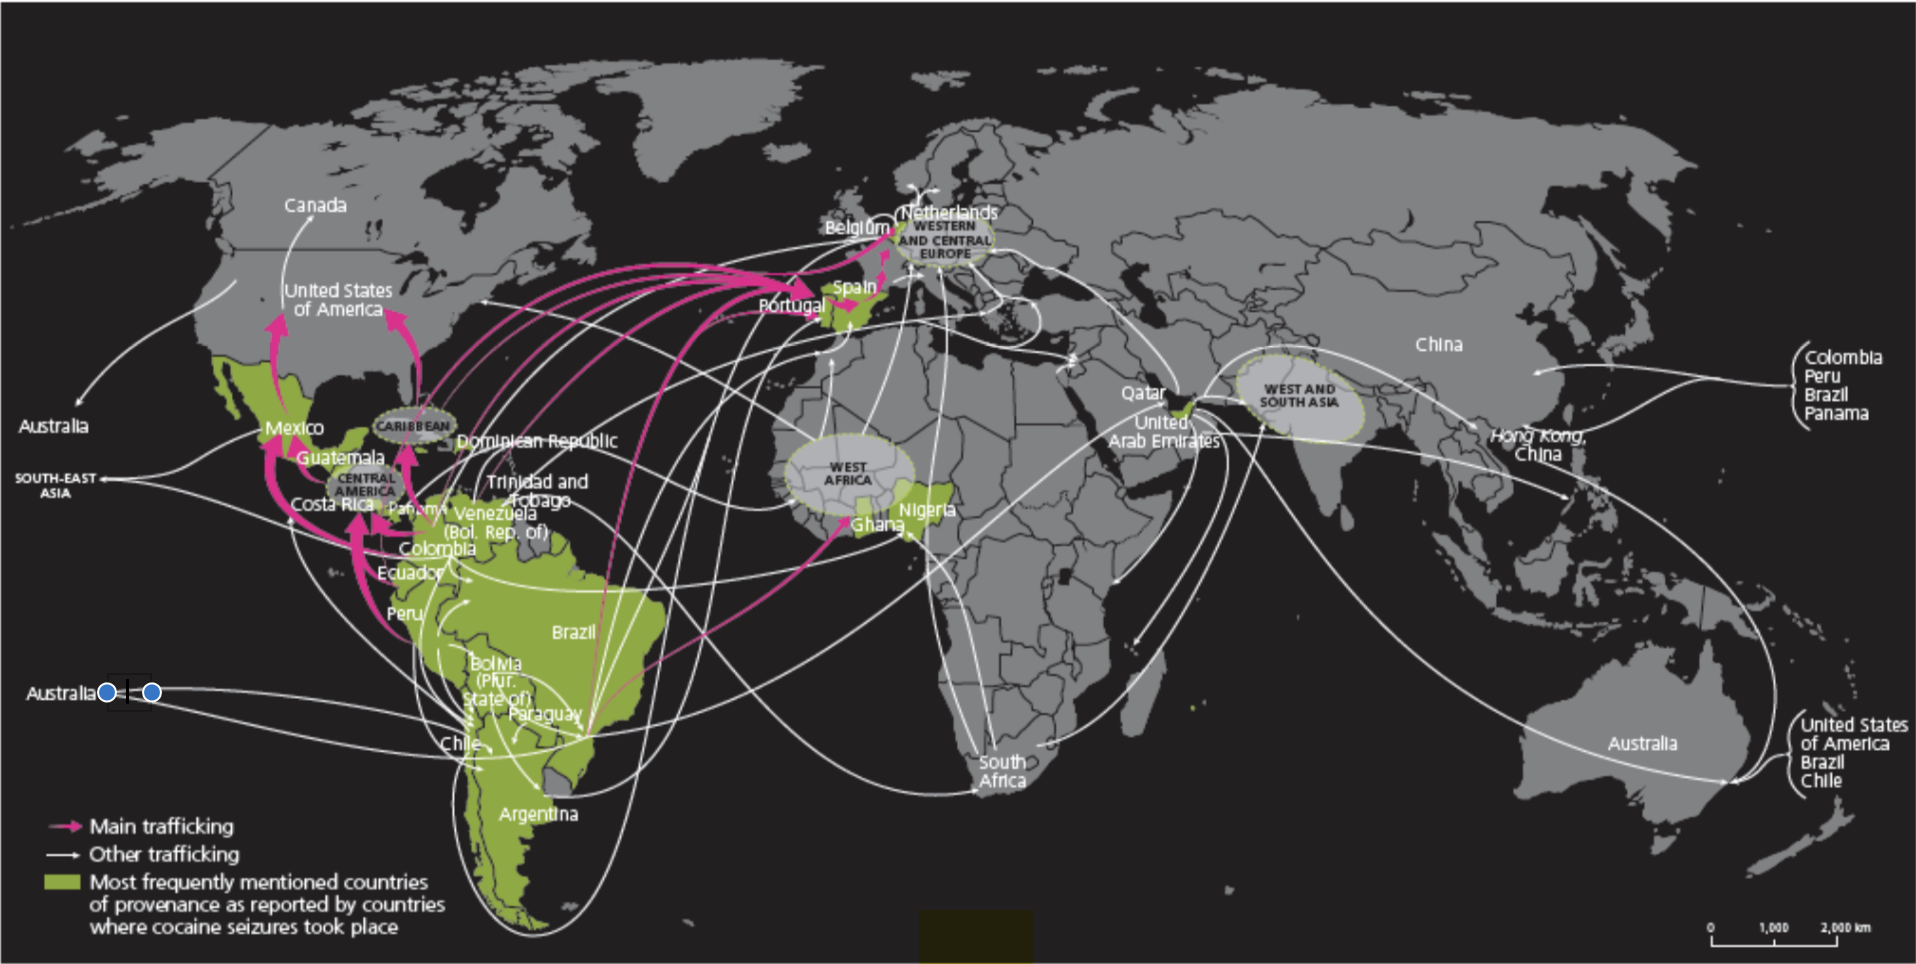 Canada
United States
of America
Australia
Mexico
SOUTH-EAST
ASIA
Guatemala
CARIBBEAN
Dominican Republic
CENTRAL
AMERICA
Costa Rica
Panama
Trinidad and
Tobago
Venezuela
(Bol. Rep. of)
Colombia
Ecuador
Peru
Brazil
Bolivia
(Plur.
State of)
Paraguay
Australia
Chile
Argentina
Netherlands
Belgium
WESTERN
AND CENTRAL
EUROPE
Spain
Portugal
WEST
AFRICA
Ghana
Nigeria
South
Africa
Qatar
United
Arab Emirates
WEST AND
SOUTH ASIA
China
Hong Kong,
China
Colombia
Peru
Brazil
Panama
Australia
United States
of America
Brazil
Chile
Main trafficking
Other trafficking
Most frequently mentioned countries
of provenance as reported by countries
where cocaine seizures took place
0 1,000 2,000 km